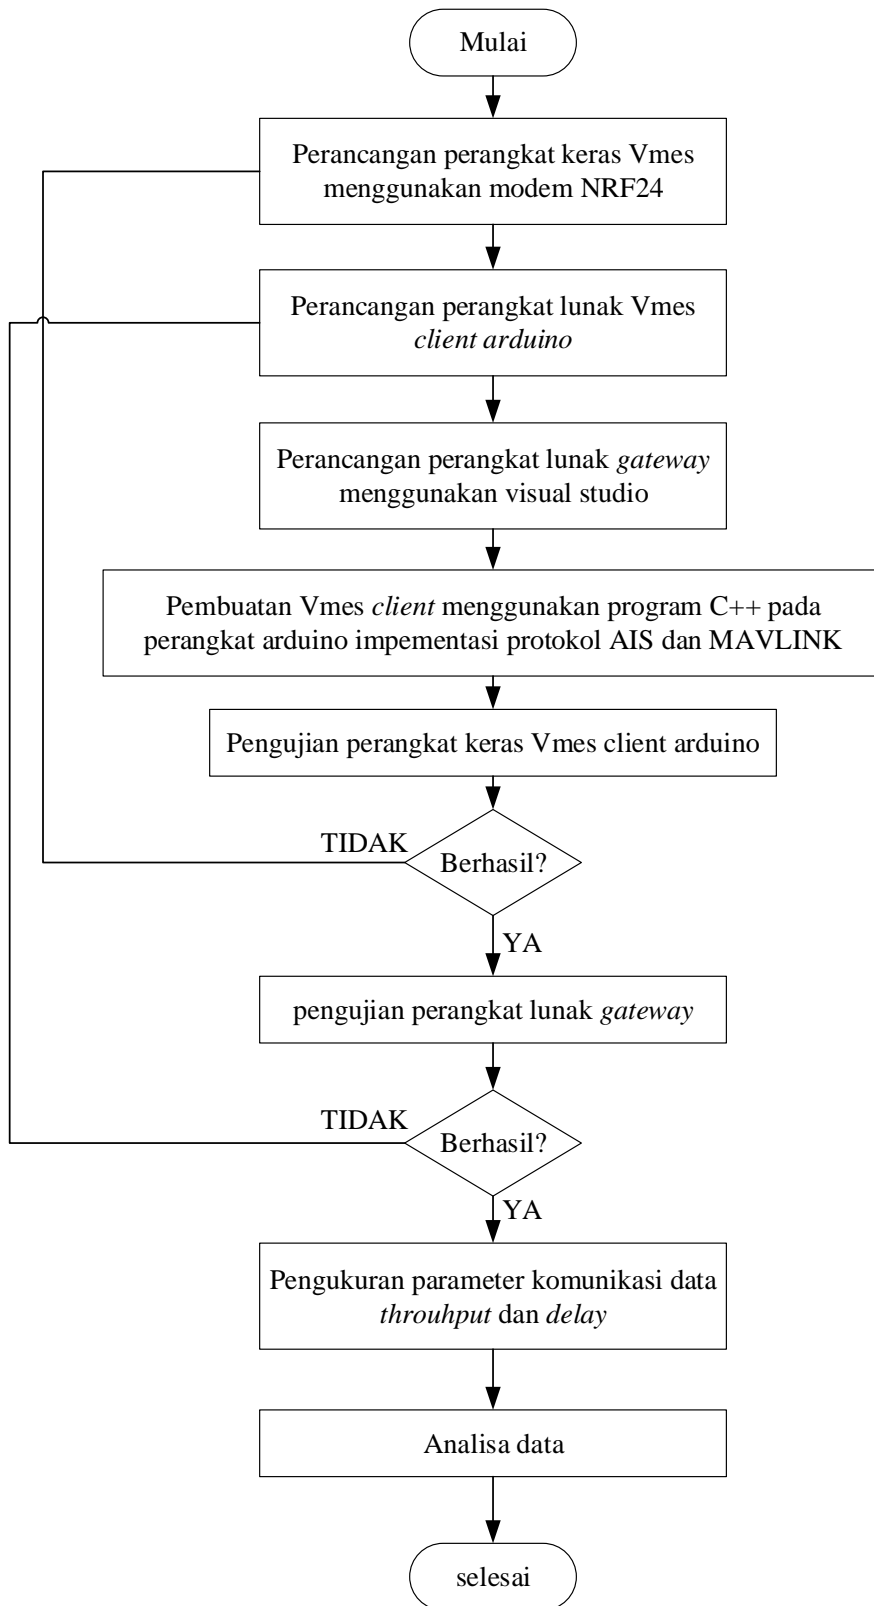 Mulai
Perancangan perangkat keras Vmes
menggunakan modem NRF24
Perancangan perangkat lunak Vmes
client arduino
Perancangan perangkat lunak gateway
menggunakan visual studio
Pembuatan Vmes client menggunakan program C++ pada
perangkat arduino impementasi protokol AIS dan MAVLINK
Pengujian perangkat keras Vmes client arduino
TIDAK
Berhasil?
YA
pengujian perangkat lunak gateway
TIDAK
Berhasil?
YA
Pengukuran parameter komunikasi data
throuhput dan delay
Analisa data
selesai